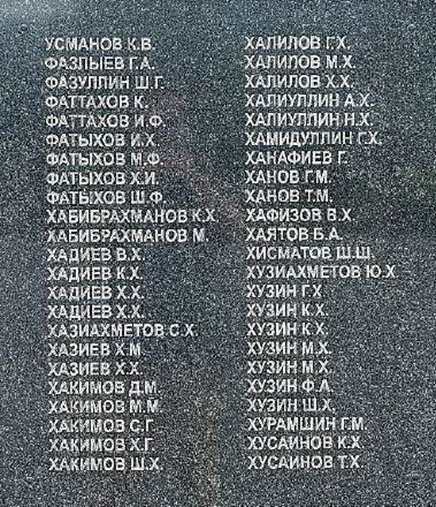 УСМАНОВ К.В.
ФАЗЛЫЕВ Г.А.
ФАЗУЛЛИН Ш.Г.
ФАТТАХОВ К.
ФАТТАХОВ И.Ф.
ФАТЫХОВ И.Х.
ФАТЫХОВ М.Ф.
ФАТЫХОВ Х.И.
ФАТЫХОВ Ш.Ф.
ХАБИБРАХМАНОВ К.Х.
ХАБИБРАХМАНОВ М.
ХАДИЕВ В.Х.
ХАДИЕВ К.Х.
ХАДИЕВ Х.Х.
ХАДИЕВ Х.Х.
ХАЗИАХМЕТОВ С.Х.
ХАЗИЕВ Х.М.
ХАЗИЕВ Х.Х.
ХАКИМОВ Д.М.
ХАКИМОВ М.М.
ХАКИМОВ С.Г.
ХАКИМОВ Х.Г.
ХАКИМОВ Ш.Х.
ХАЛИЛОВ Г.Х.
ХАЛИЛОВ М.Х.
ХАЛИЛОВ Х.Х.
ХАЛИУЛЛИН А.Х.
ХАЛИУЛЛИН Н.Х.
ХАМИДУЛЛИН Г.Х.
ХАНАФИЕВ Г.
ХАНОВ Г.М.
ХАНОВ Т.М.
ХАФИЗОВ В.Х.
ХАЯТОВ Б.А.
ХИСМАТОВ Ш.Ш.
ХУЗИАХМЕТОВ Ю.Х.
ХУЗИН Г.Х.
ХУЗИН К.Х.
ХУЗИН К.Х.
ХУЗИН М.Х.
ХУЗИН М.Х.
ХУЗИН Ф.А.
ХУЗИН Ш.Х.
ХУРАМШИН Г.М.
ХУСАИНОВ К.Х.
ХУСАИНОВ Т.Х.